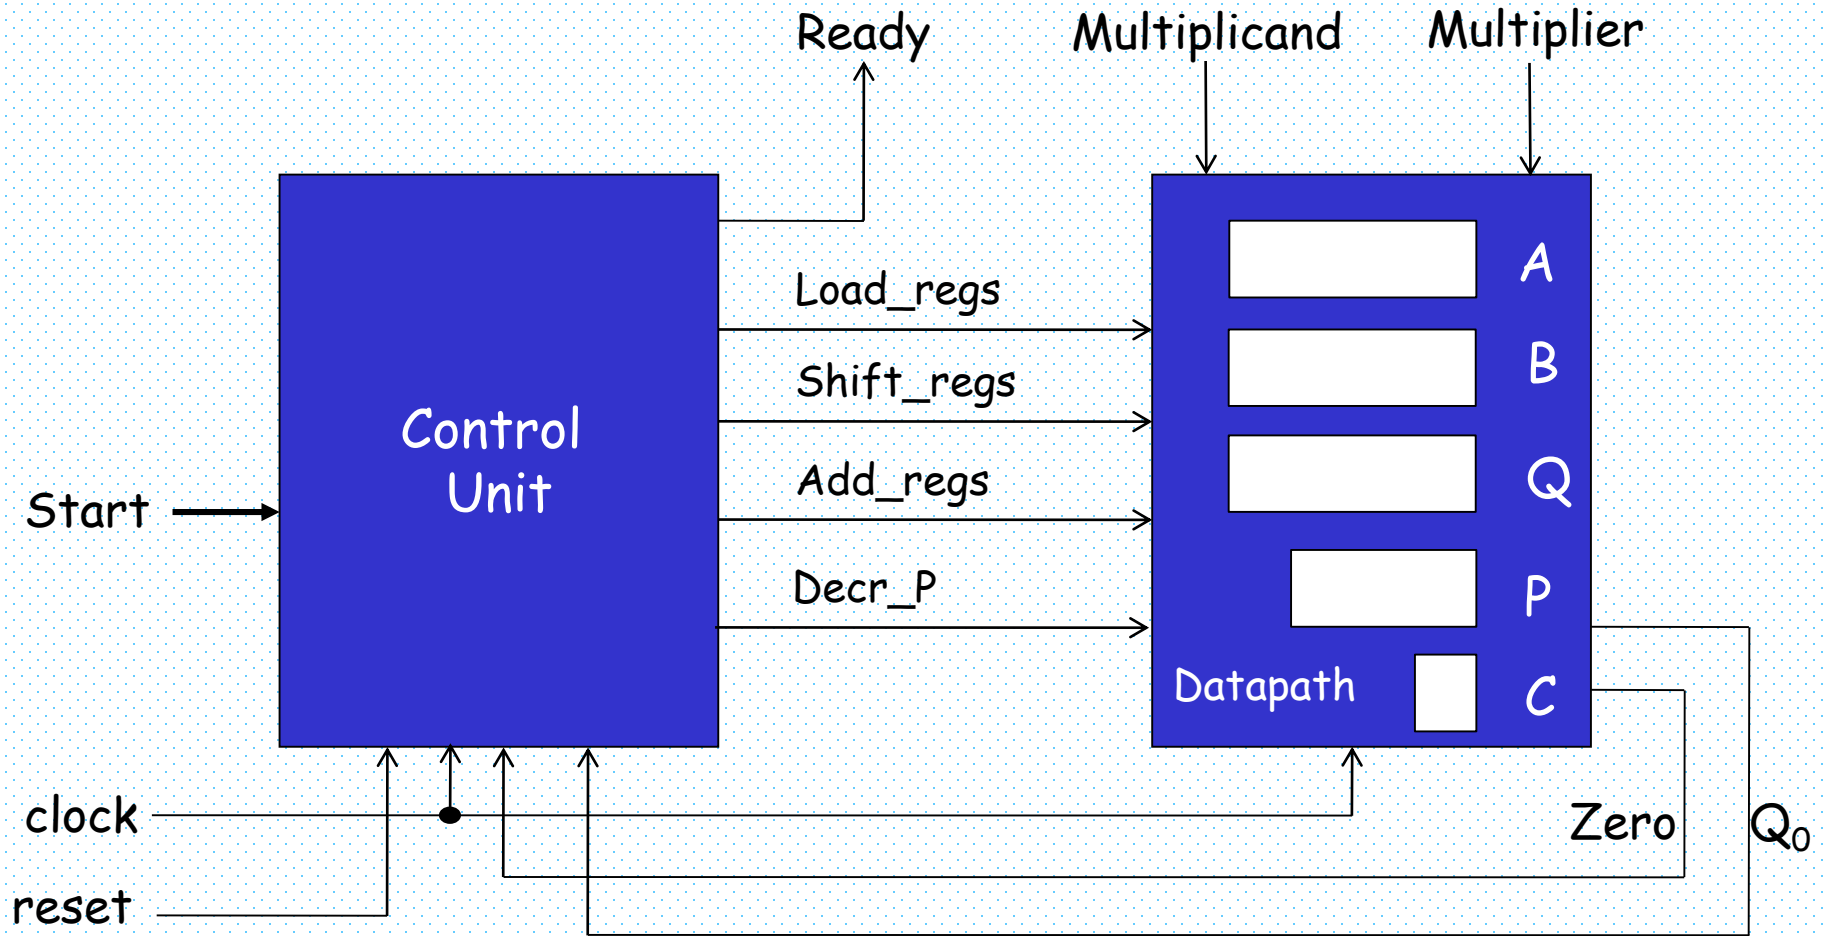 Ready
Multiplicand
Multiplier
Load_regs
Shift_regs
Add_regs
Decr_P
Control
Unit
Start
A
B
Q
P
C
Datapath
clock
reset
Zero
Q₀